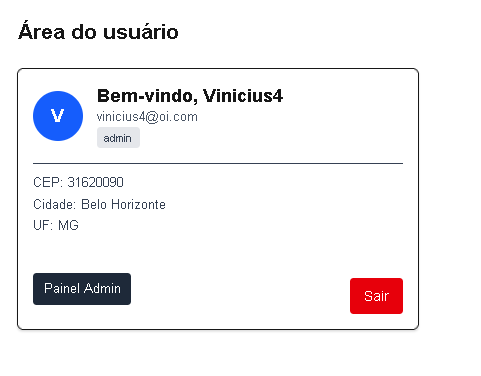 Área do usuário
V
Bem-vindo, Vinicius4
vinicius4@oi.com
admin
CEP: 31620090
Cidade: Belo Horizonte
UF: MG
Painel Admin
Sair